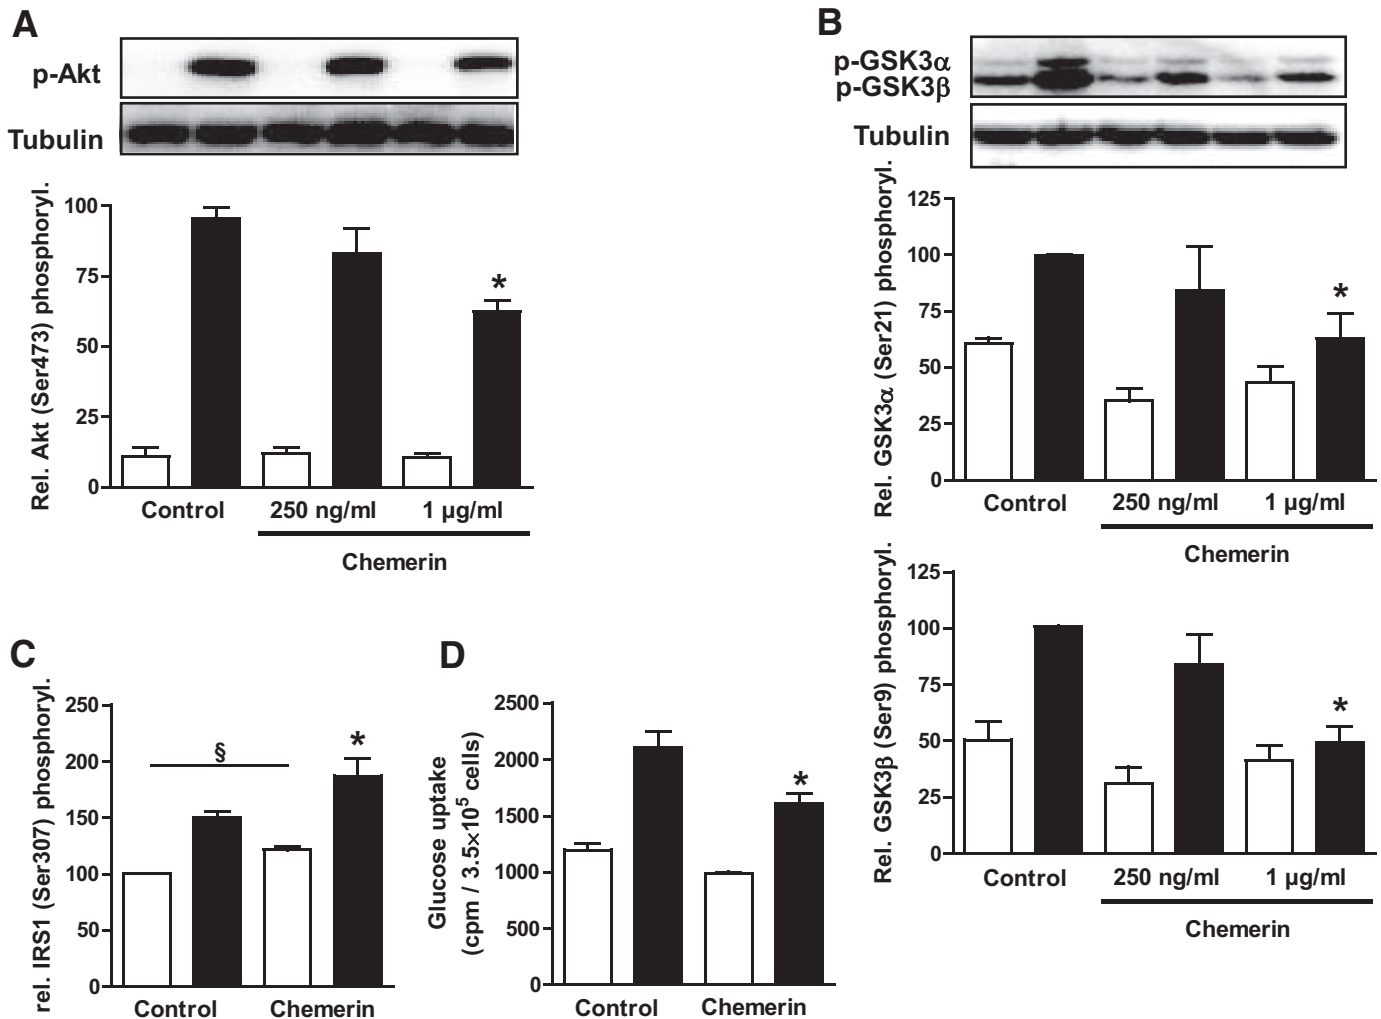 A
p-Akt
Tubulin
Rel. Akt (Ser473) phosphoryl.
100
75
50
25
0
*
Control 250 ng/ml 1 µg/ml
Chemerin
B
p-GSK3α
p-GSK3β
Tubulin
Rel. GSK3α (Ser21) phosphoryl.
125
100
75
50
25
0
*
Control 250 ng/ml 1 µg/ml
Chemerin
Rel. GSK3β (Ser9) phosphoryl.
125
100
75
50
25
0
*
Control 250 ng/ml 1 µg/ml
Chemerin
C
rel. IRS1 (Ser307) phosphoryl.
250
200
150
100
50
0
§
*
Control Chemerin
D
Glucose uptake
(cpm / 3.5×10⁵ cells)
2500
2000
1500
1000
500
0
*
Control Chemerin